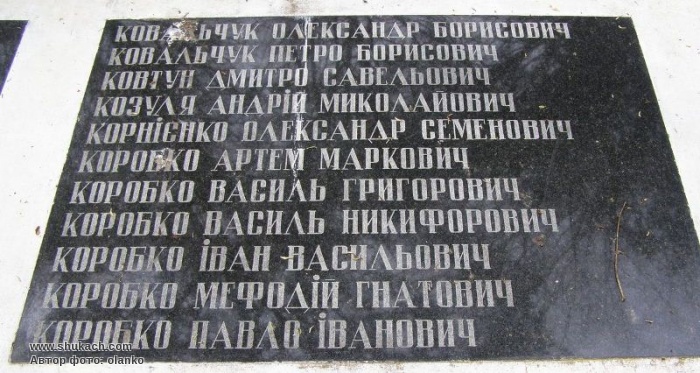 КОВАЛЬЧУК ОЛЕКСАНДР БОРИСОВИЧ
КОВАЛЬЧУК ПЕТРО БОРИСОВИЧ
КОВТУН ДМИТРО САВЕЛЬОВИЧ
КОЗУЛЯ АНДРІЙ МИКОЛАЙОВИЧ
КОРНІЄНКО ОЛЕКСАНДР СЕМЕНОВИЧ
КОРОБКО АРТЕМ МАРКОВИЧ
КОРОБКО ВАСИЛЬ ГРИГОРОВИЧ
КОРОБКО ВАСИЛЬ НИКИФОРОВИЧ
КОРОБКО ІВАН ВАСИЛЬОВИЧ
КОРОБКО МЕФОДІЙ ГНАТОВИЧ
КОРОБКО ПАВЛО ІВАНОВИЧ
www.shukach.com
Автор фото: olanko